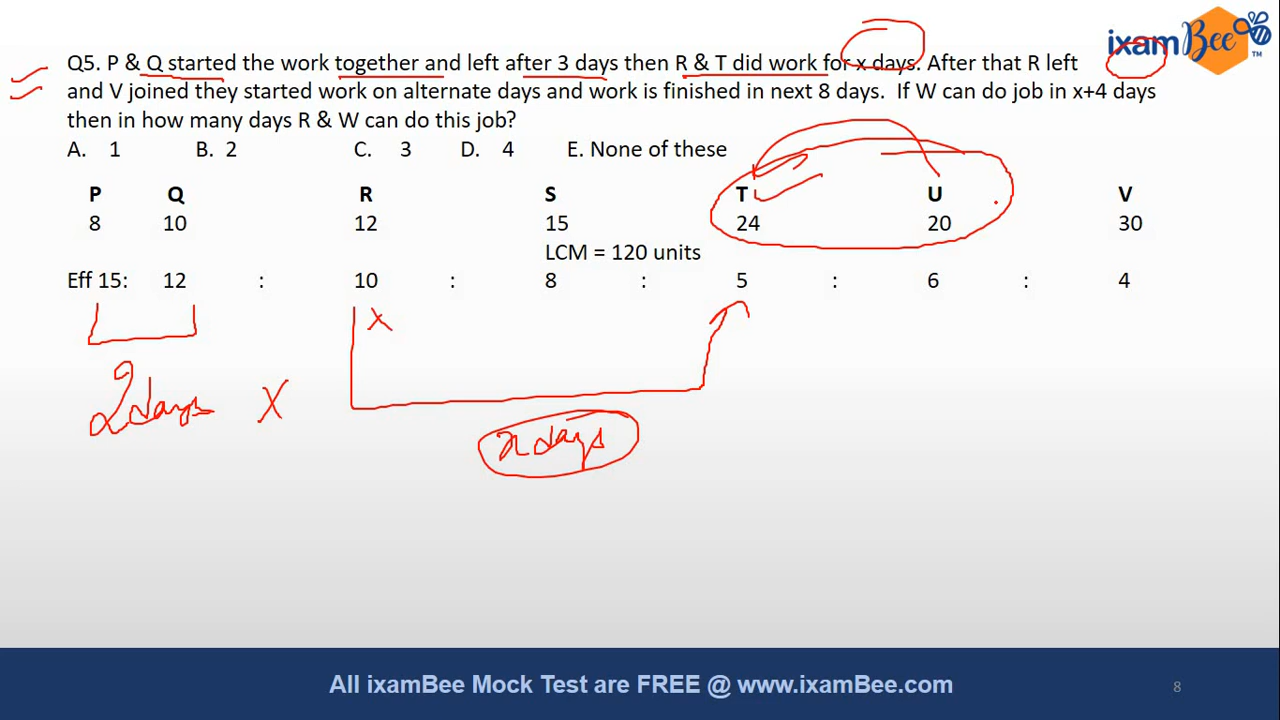 ixamBee
Q5. P & Q started the work together and left after 3 days then R & T did work for x days. After that R left
and V joined they started work on alternate days and work is finished in next 8 days. If W can do job in x+4 days
then in how many days R & W can do this job?
A. 1 B. 2 C. 3 D. 4 E. None of these
P Q R S T U V
8 10 12 15 24 20 30
LCM = 120 units
Eff 15: 12 : 10 : 8 : 5 : 6 : 4
x
2days X
x days
All ixamBee Mock Test are FREE @ www.ixamBee.com
8